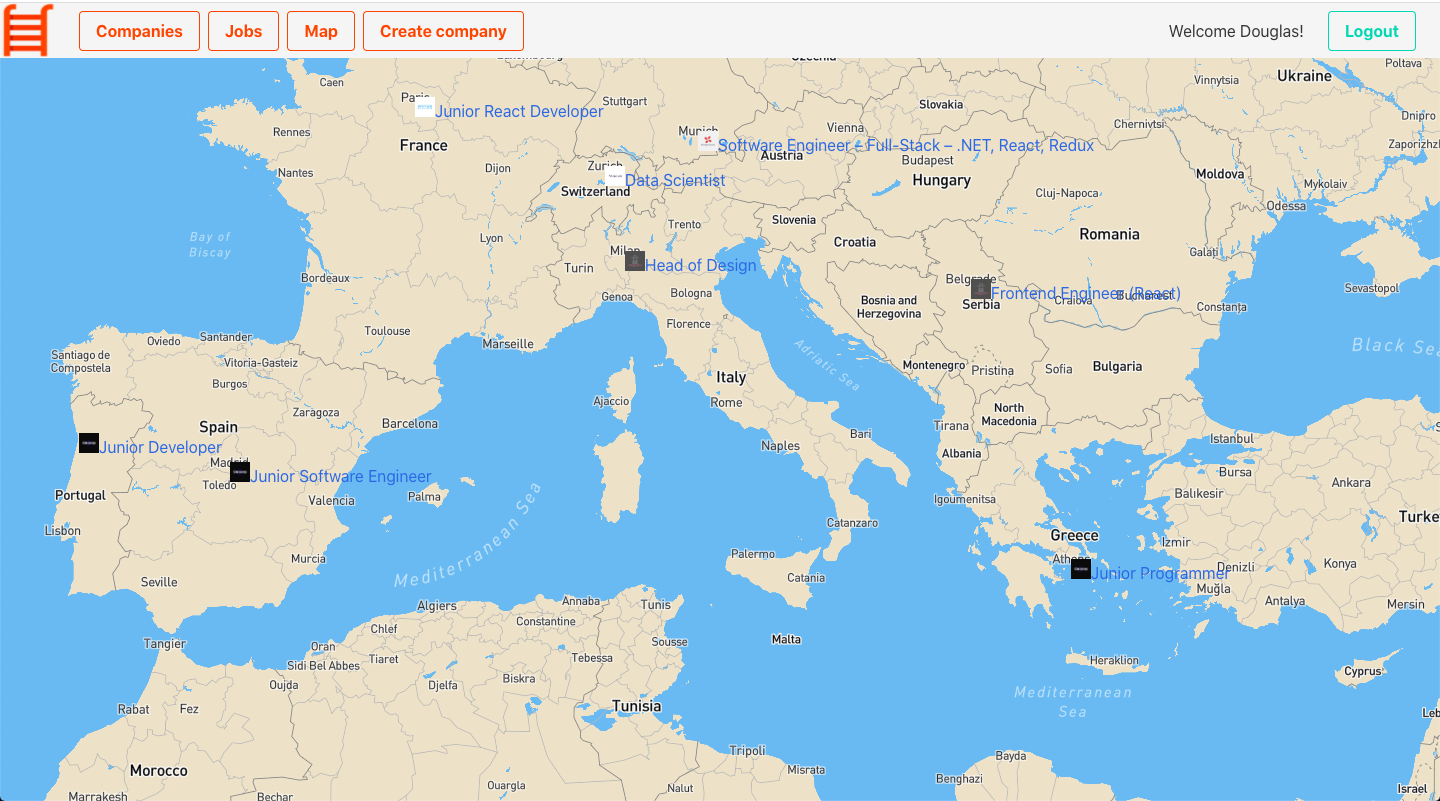 Companies
Jobs
Map
Create company
Welcome Douglas!
Logout
Luxembourg
Czechia
Ukraine
Poltava
Caen
Paris
Stuttgart
Slovakia
Vinnytsia
Junior React Developer
Dnipro
Chernivtsi
Rennes
France
Munich
Vienna
Software Engineer – Full-Stack – .NET, React, Redux
Austria
Budapest
Zaporizhzhia
Nantes
Dijon
Zurich
Data Scientist
Switzerland
Hungary
Moldova
Mykolaiv
Cluj-Napoca
Odessa
Bay of
Biscay
Lyon
Trento
Slovenia
Croatia
Romania
Galați
Milan
Turin
Head of Design
Bordeaux
Genoa
Bologna
Belgrade
Frontend Engineer (React)
Serbia
Craiova
Bucharest
Bosnia and
Herzegovina
Constanța
Sevastopol
Florence
Toulouse
Marseille
Oviedo
Santander
Santiago de
Compostela
Vitoria-Gasteiz
Burgos
Adriatic Sea
Black Sea
Montenegro
Pristina
Sofia
Bulgaria
Italy
Rome
Ajaccio
Zaragoza
Barcelona
Spain
North
Macedonia
Tirana
Bari
Naples
Albania
Istanbul
Bursa
Ankara
Junior Developer
Madrid
Junior Software Engineer
Toledo
Portugal
Valencia
Palma
Igoumenitsa
Balıkesir
Lisbon
Catanzaro
Turkey
Greece
Izmir
Mediterranean Sea
Murcia
Palermo
Athens
Junior Programmer
Denizli
Konya
Seville
Catania
Muğla
Antalya
Mersin
Algiers
Annaba
Tunis
Chlef
Constantine
Tangier
Oran
Sousse
Malta
Sidi Bel Abbes
Tiaret
Tebessa
Heraklion
Cyprus
Oujda
Djelfa
Biskra
Mediterranean
Sea
Rabat
Fez
Tunisia
Leb
Tripoli
Bayda
Morocco
Misrata
Benghazi
Ouargla
Nalut
Israel
Marrakesh
Bechar